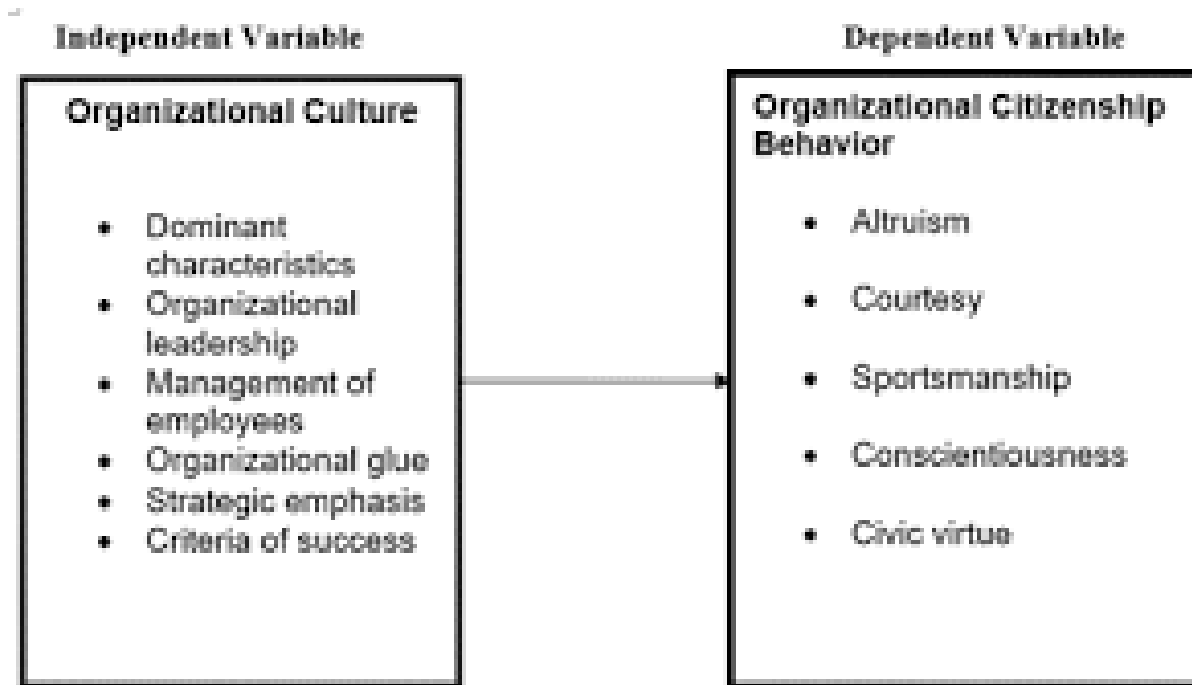 Independent Variable
Organizational Culture
• Dominant
characteristics
• Organizational
leadership
• Management of
employees
• Organizational glue
• Strategic emphasis
• Criteria of success
Dependent Variable
Organizational Citizenship
Behavior
• Altruism
• Courtesy
• Sportsmanship
• Conscientiousness
• Civic virtue